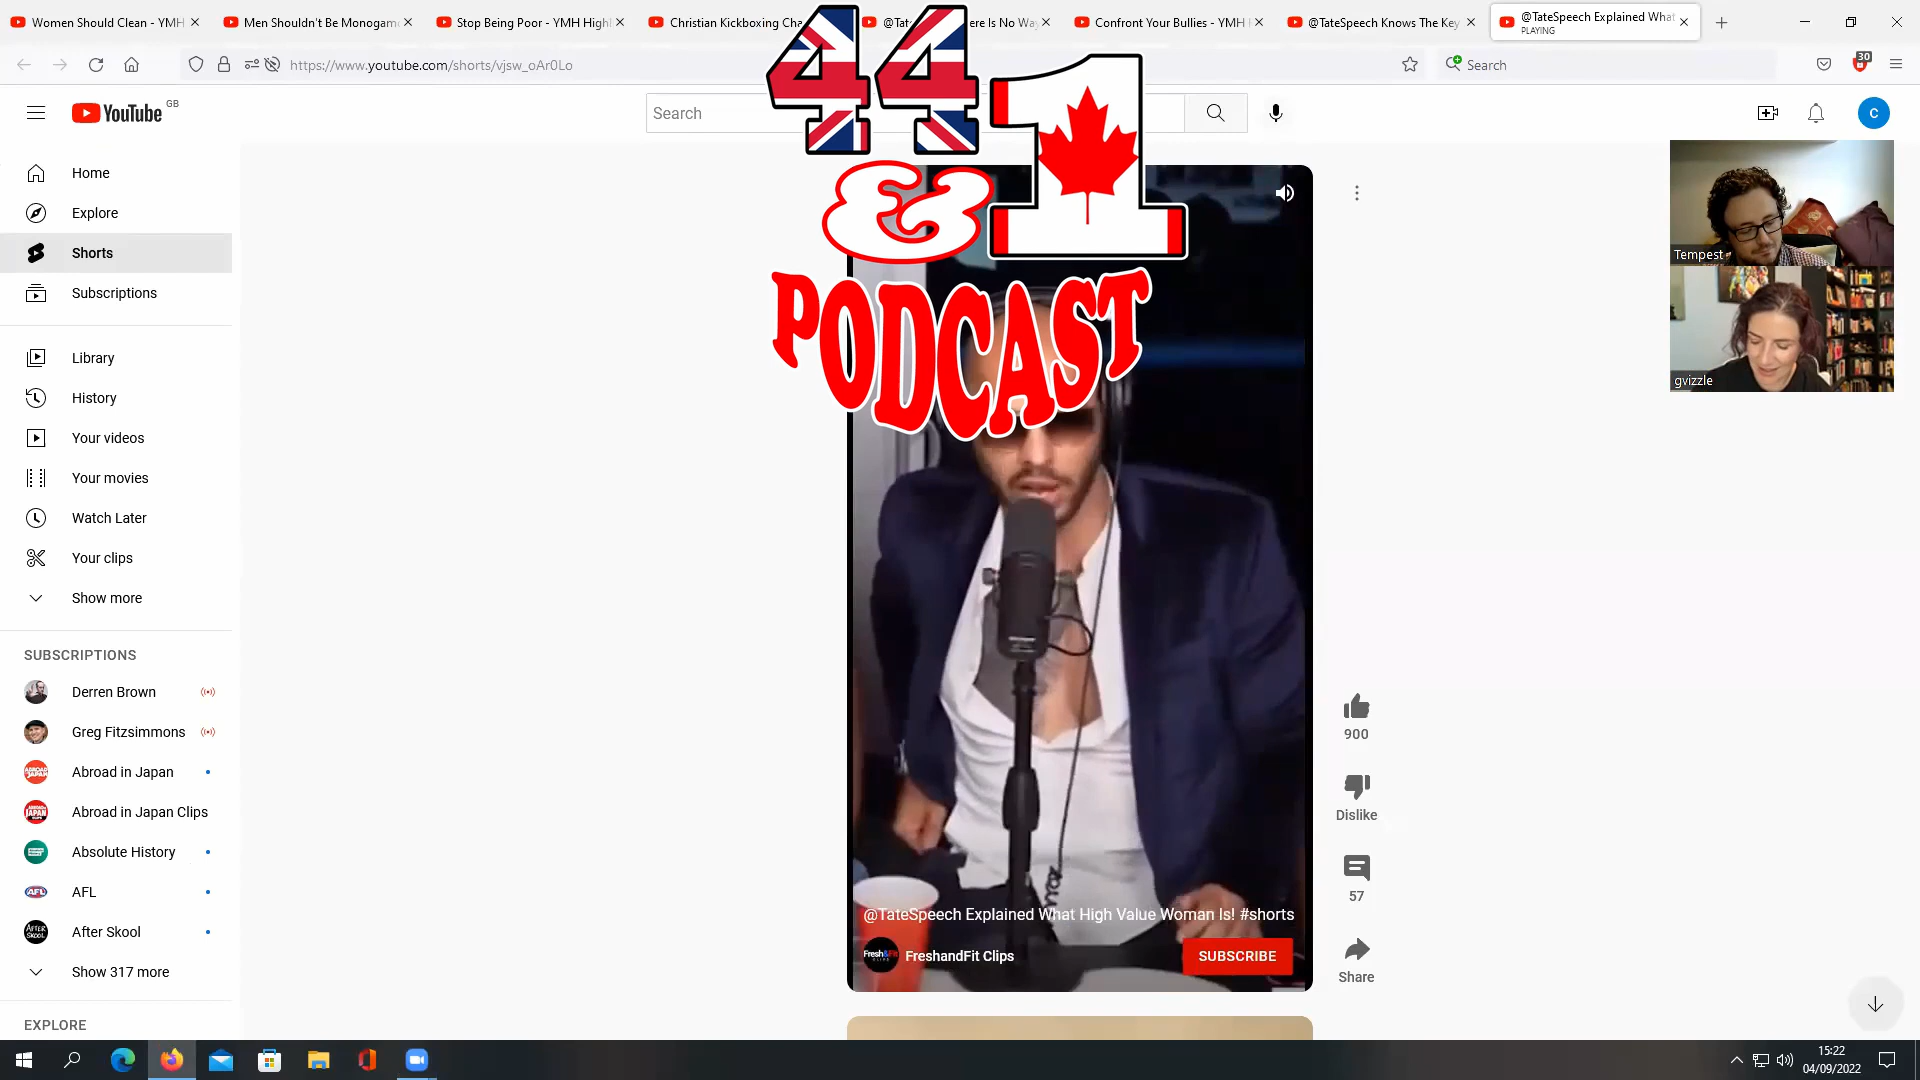 Women Should Clean - YMH
Men Shouldn't Be Monogamo
Stop Being Poor - YMH High
Christian Kickboxing Cha
@Tate
ere Is No Way
Confront Your Bullies - YMH
@TateSpeech Knows The Key
@TateSpeech Explained What
PLAYING
https://www.youtube.com/shorts/vjsw_oAr0Lo
Search
30
YouTube GB
Search
C
44
&1
PODCAST
Home
Explore
Shorts
Subscriptions
Library
History
Your videos
Your movies
Watch Later
Your clips
Show more
SUBSCRIPTIONS
Derren Brown
Greg Fitzsimmons
Abroad in Japan
Abroad in Japan Clips
Absolute History
AFL
After Skool
Show 317 more
EXPLORE
Tempest
gvizzle
900
Dislike
57
Share
@TateSpeech Explained What High Value Woman Is! #shorts
FreshandFit Clips
SUBSCRIBE
15:22
04/09/2022